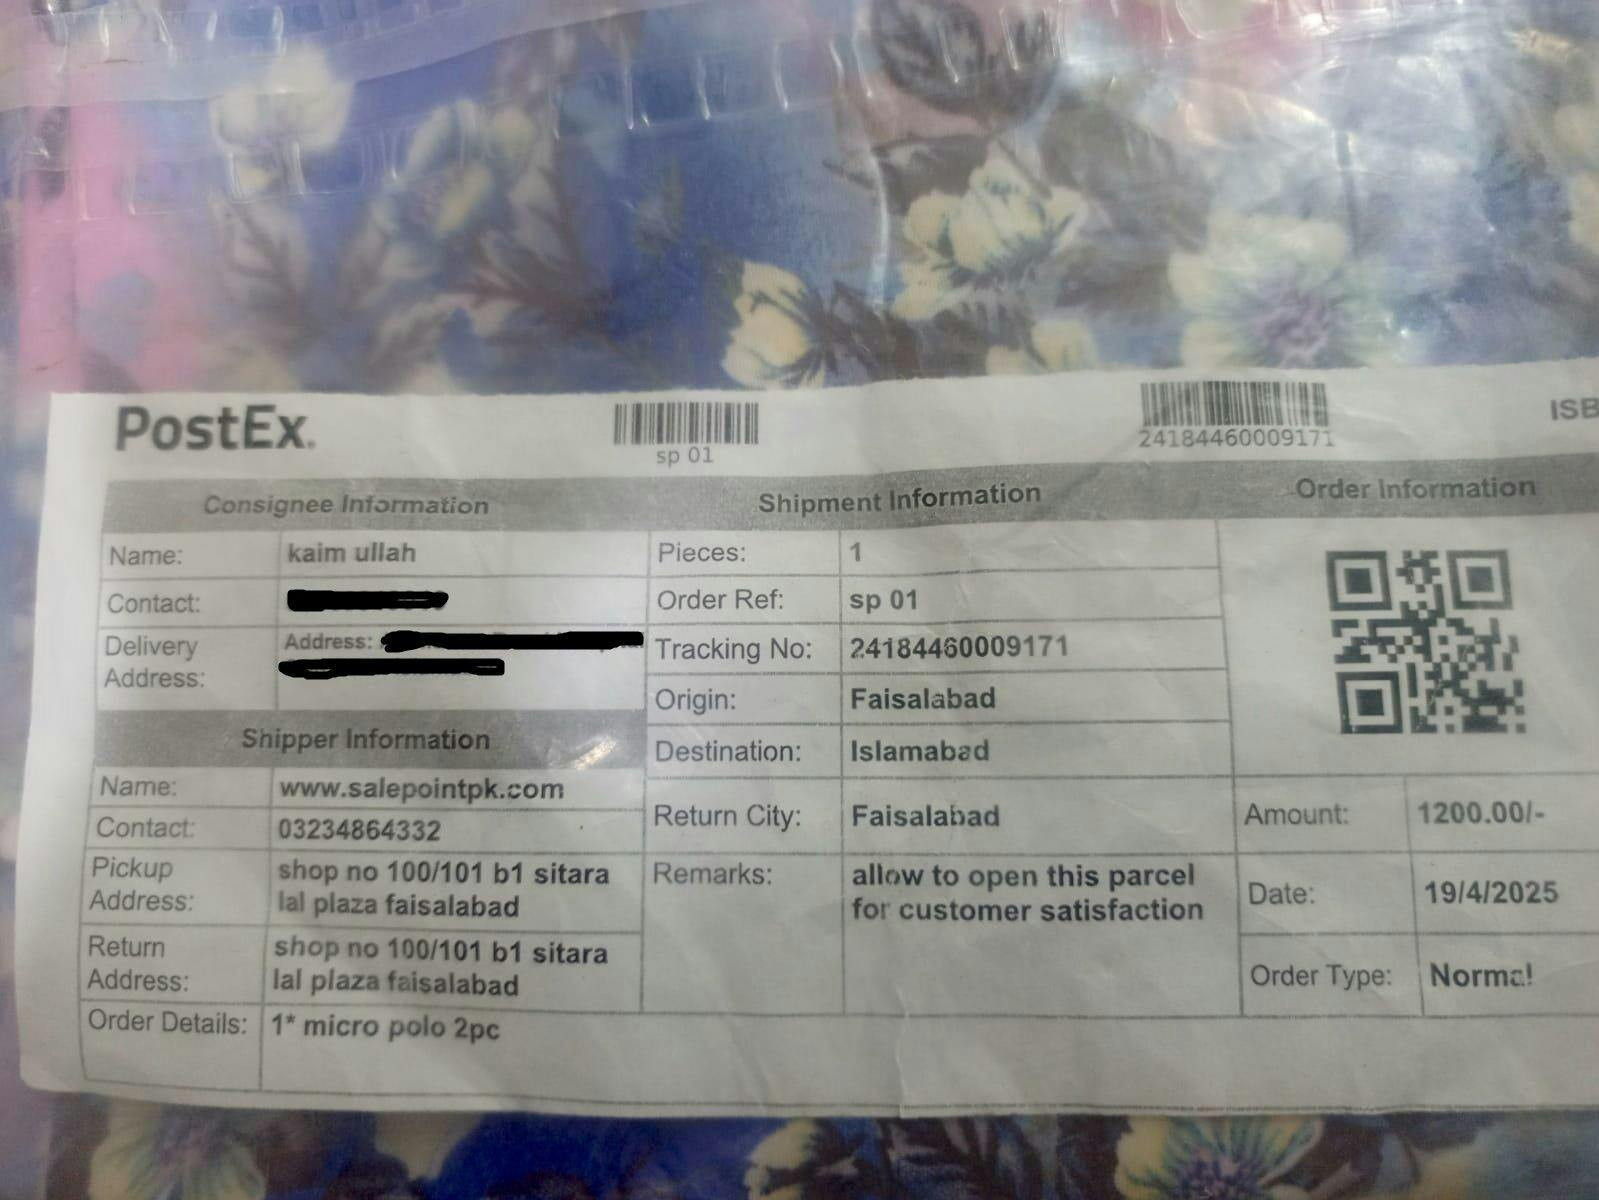 PostEx.
sp 01
24184460009171
ISB
Consignee Information
Name: kaim ullah
Contact:
Delivery Address: Address:
Shipper Information
Name: www.salepointpk.com
Contact: 03234864332
Pickup Address: shop no 100/101 b1 sitara
lal plaza faisalabad
Return Address: shop no 100/101 b1 sitara
lal plaza faisalabad
Order Details: 1* micro polo 2pc
Shipment Information
Pieces: 1
Order Ref: sp 01
Tracking No: 24184460009171
Origin: Faisalabad
Destination: Islamabad
Return City: Faisalabad
Remarks: allow to open this parcel
for customer satisfaction
Order Information
Amount: 1200.00/-
Date: 19/4/2025
Order Type: Normal